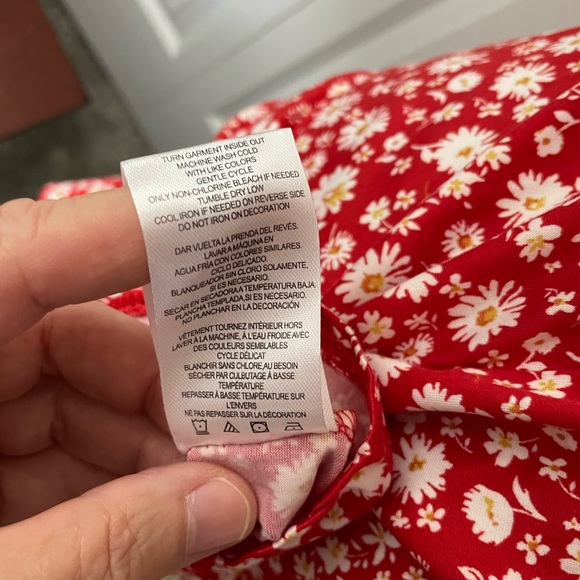 TURN GARMENT INSIDE OUT
MACHINE WASH COLD
WITH LIKE COLORS
GENTLE CYCLE
ONLY NON-CHLORINE BLEACH IF NEEDED
TUMBLE DRY LOW
COOL IRON IF NEEDED ON REVERSE SIDE
DO NOT IRON ON DECORATION
DAR VUELTA LA PRENDA DEL REVÉS.
LAVAR A MÁQUINA EN
AGUA FRÍA CON COLORES SIMILARES.
CICLO DELICADO.
BLANQUEADOR SIN CLORO SOLAMENTE,
SI ES NECESARIO.
SECAR EN SECADORA A TEMPERATURA BAJA.
PLANCHA TEMPLADA,SI ES NECESARIO.
NO PLANCHAR EN LA DECORACIÓN
VÊTEMENT TOURNEZ INTÉRIEUR HORS
LAVER À LA MACHINE, À L'EAU FROIDE AVEC
DES COULEURS SEMBLABLES
CYCLE DÉLICAT
BLANCHIR SANS CHLORE AU BESOIN
SÉCHER PAR CULBUTAGE À BASSE
TEMPÉRATURE
REPASSER À BASSE TEMPÉRATURE SUR
L'ENVERS
NE PAS REPASSER SUR LA DÉCORATION